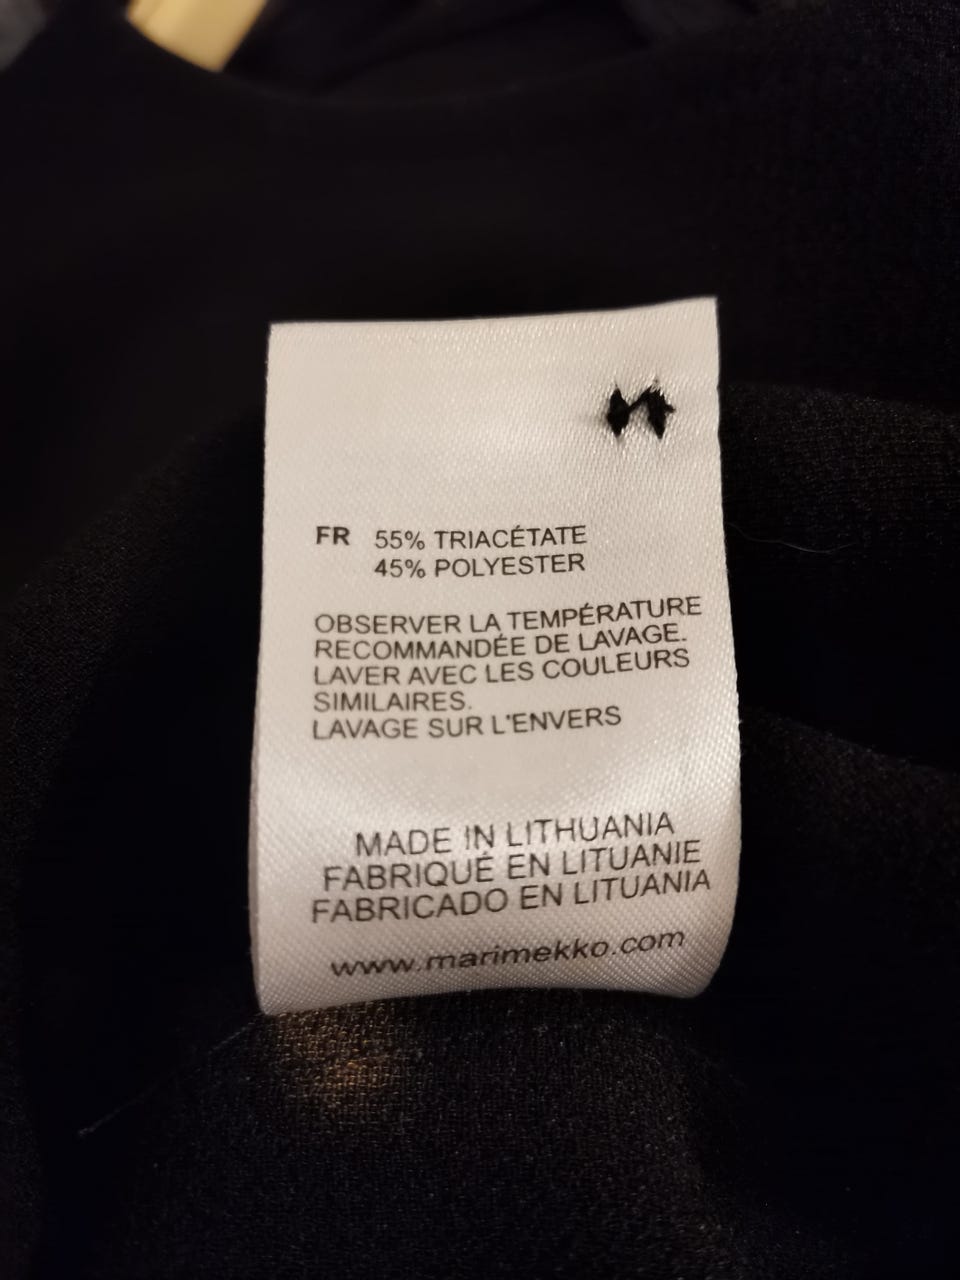 FR 55% TRIACÉTATE
45% POLYESTER
OBSERVER LA TEMPÉRATURE
RECOMMANDÉE DE LAVAGE.
LAVER AVEC LES COULEURS
SIMILAIRES.
LAVAGE SUR L'ENVERS
MADE IN LITHUANIA
FABRIQUÉ EN LITUANIE
FABRICADO EN LITUANIA
www.marimekko.com